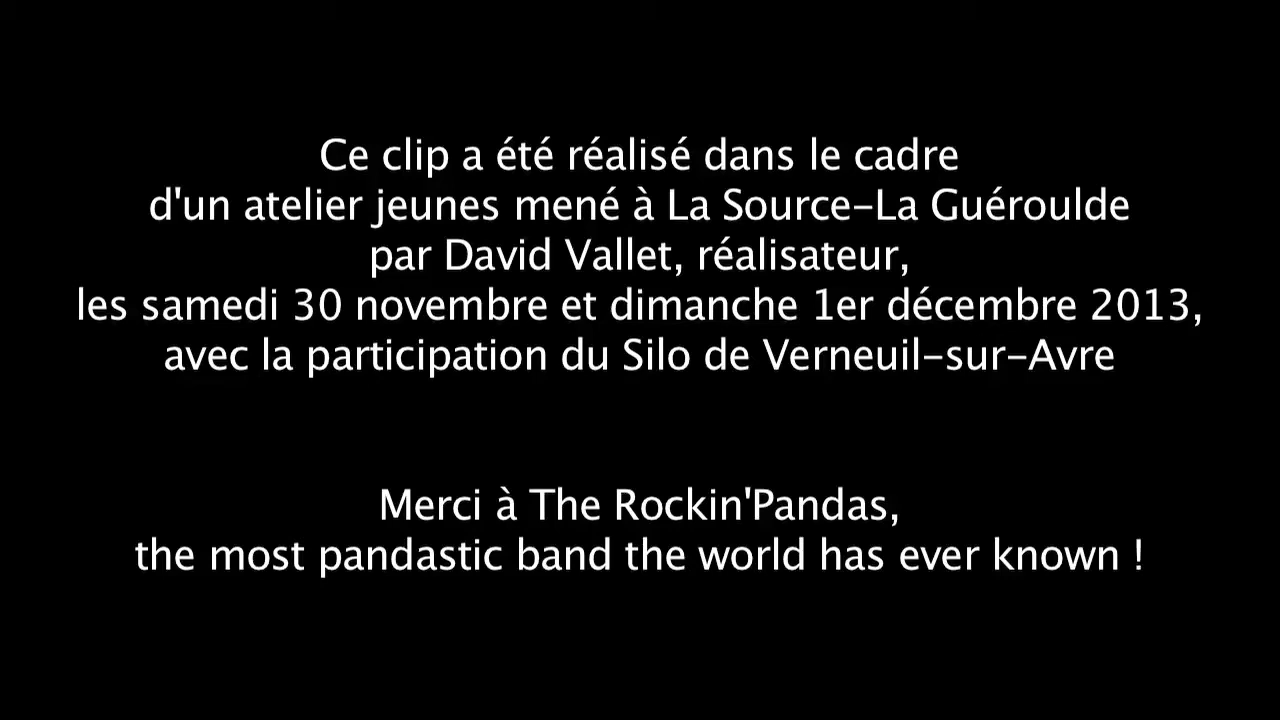 Ce clip a été réalisé dans le cadre
d'un atelier jeunes mené à La Source-La Guéroulde
par David Vallet, réalisateur,
les samedi 30 novembre et dimanche 1er décembre 2013,
avec la participation du Silo de Verneuil-sur-Avre
Merci à The Rockin'Pandas,
the most pandastic band the world has ever known !